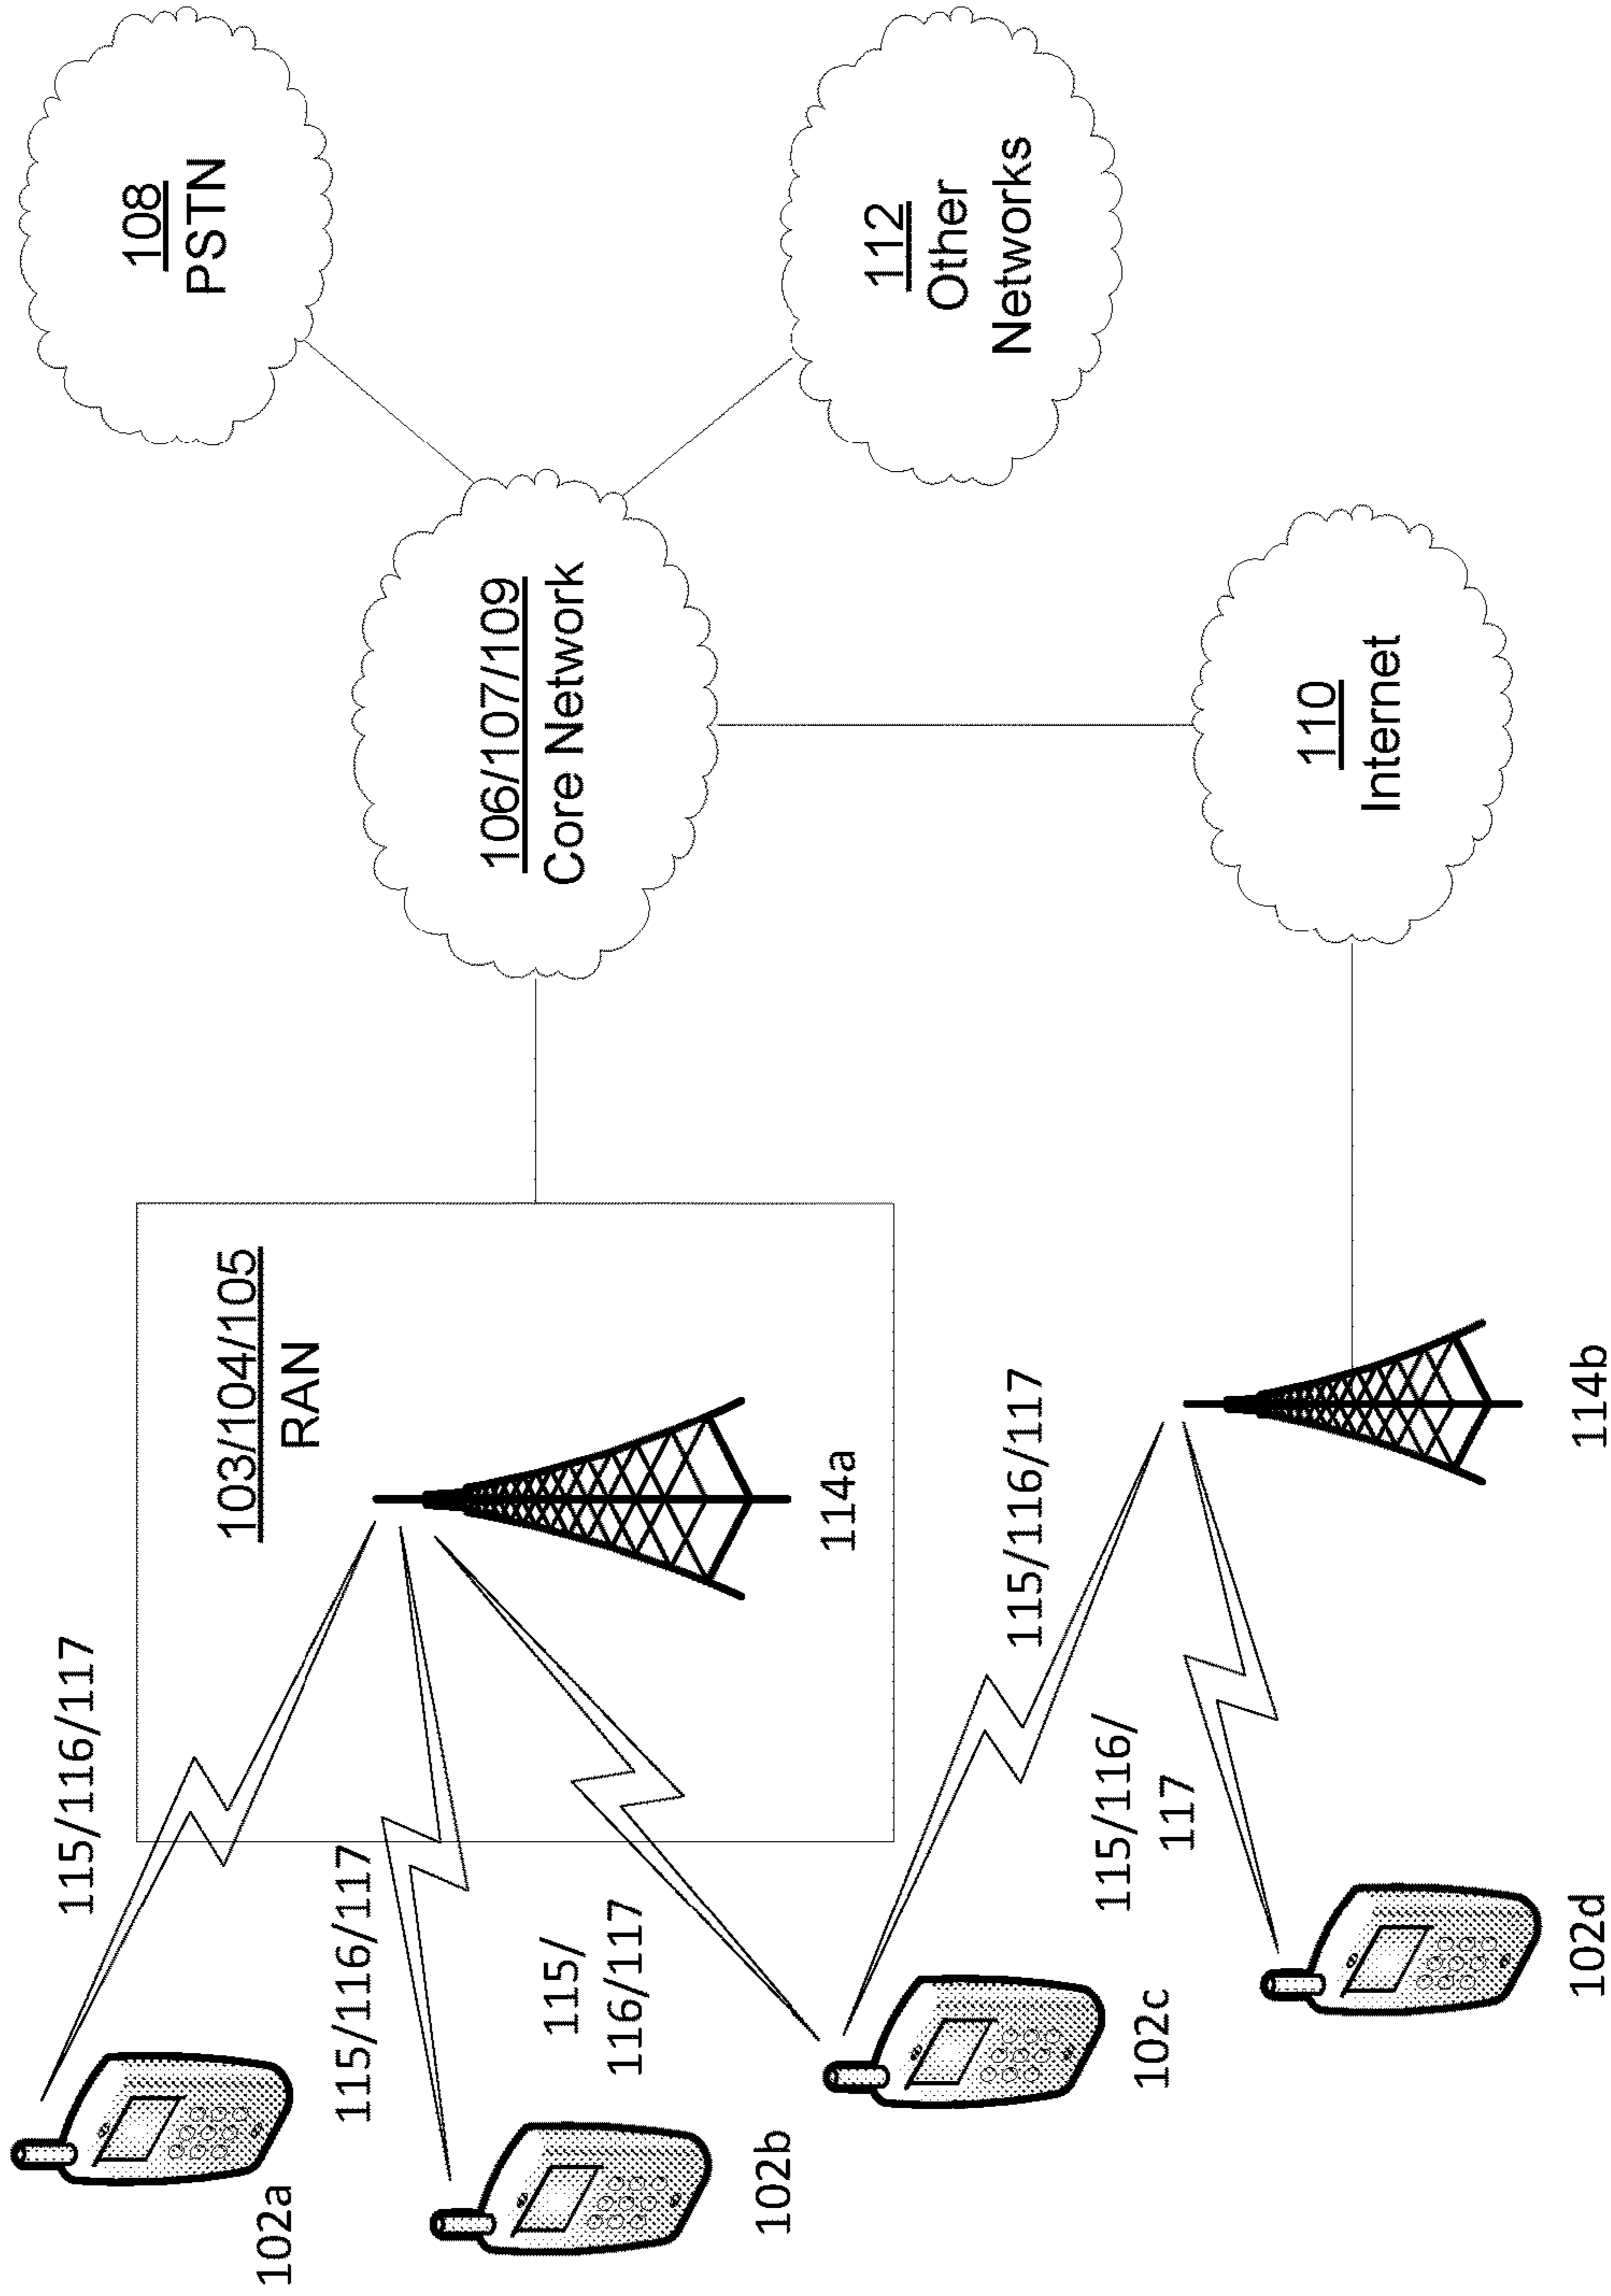 108
PSTN
106/107/109
Core Network
112
Other
Networks
103/104/105
RAN
110
Internet
115/116/117
102a
115/116/117
102b
115/
116/117
114a
102c
115/116/117
115/116/
117
114b
102d